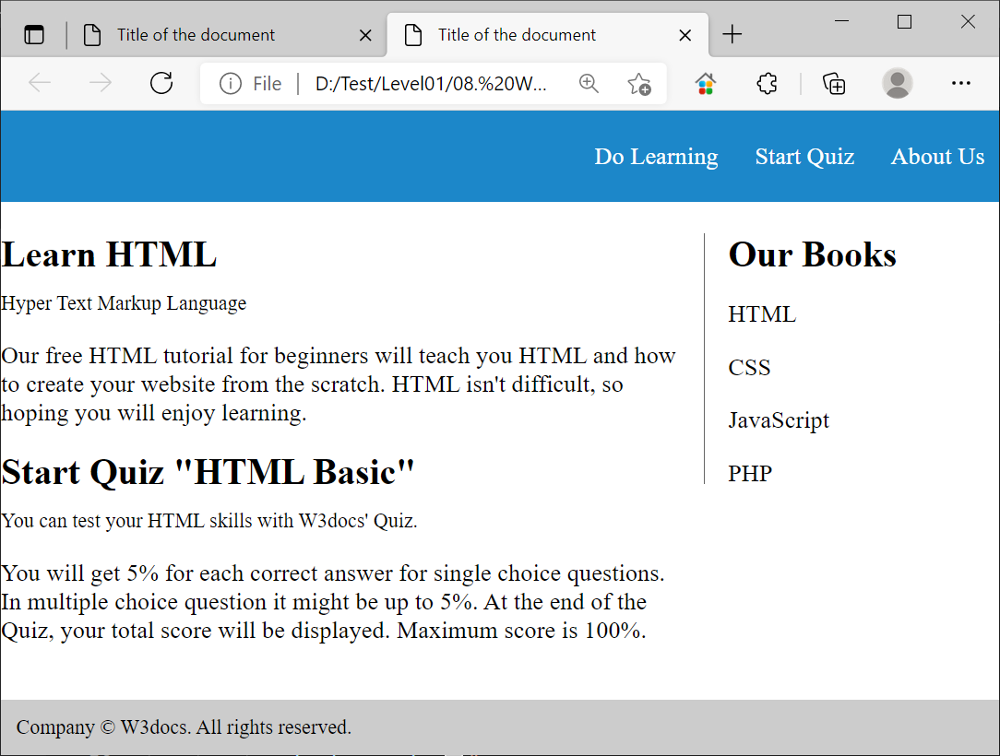 Title of the document
Title of the document
File
D:/Test/Level01/08.%20W...
Do Learning
Start Quiz
About Us
Learn HTML
Hyper Text Markup Language
Our free HTML tutorial for beginners will teach you HTML and how
to create your website from the scratch. HTML isn't difficult, so
hoping you will enjoy learning.
Start Quiz "HTML Basic"
You can test your HTML skills with W3docs' Quiz.
You will get 5% for each correct answer for single choice questions.
In multiple choice question it might be up to 5%. At the end of the
Quiz, your total score will be displayed. Maximum score is 100%.
Our Books
HTML
CSS
JavaScript
PHP
Company © W3docs. All rights reserved.